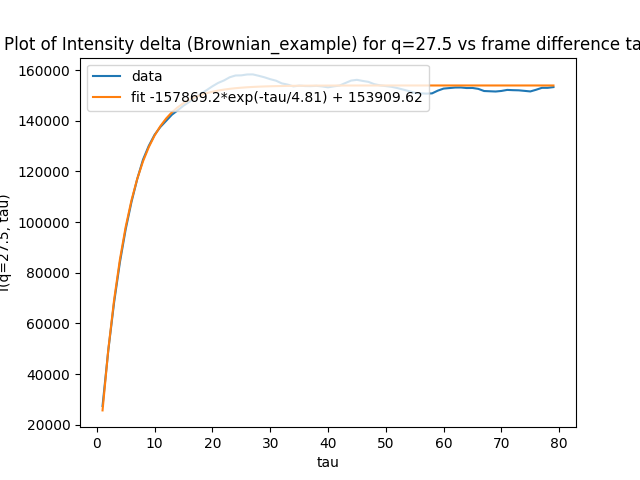 Plot of Intensity delta (Brownian_example) for q=27.5 vs frame difference ta
data
fit -157869.2*exp(-tau/4.81) + 153909.62
160000
140000
120000
100000
80000
60000
40000
20000
I(q=27.5, tau)
0 10 20 30 40 50 60 70 80
tau